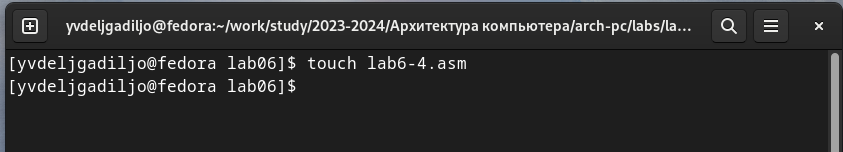 yvdeljgadiljo@fedora:~/work/study/2023-2024/Архитектура компьютера/arch-pc/labs/la...
[yvdeljgadiljo@fedora lab06]$ touch lab6-4.asm
[yvdeljgadiljo@fedora lab06]$